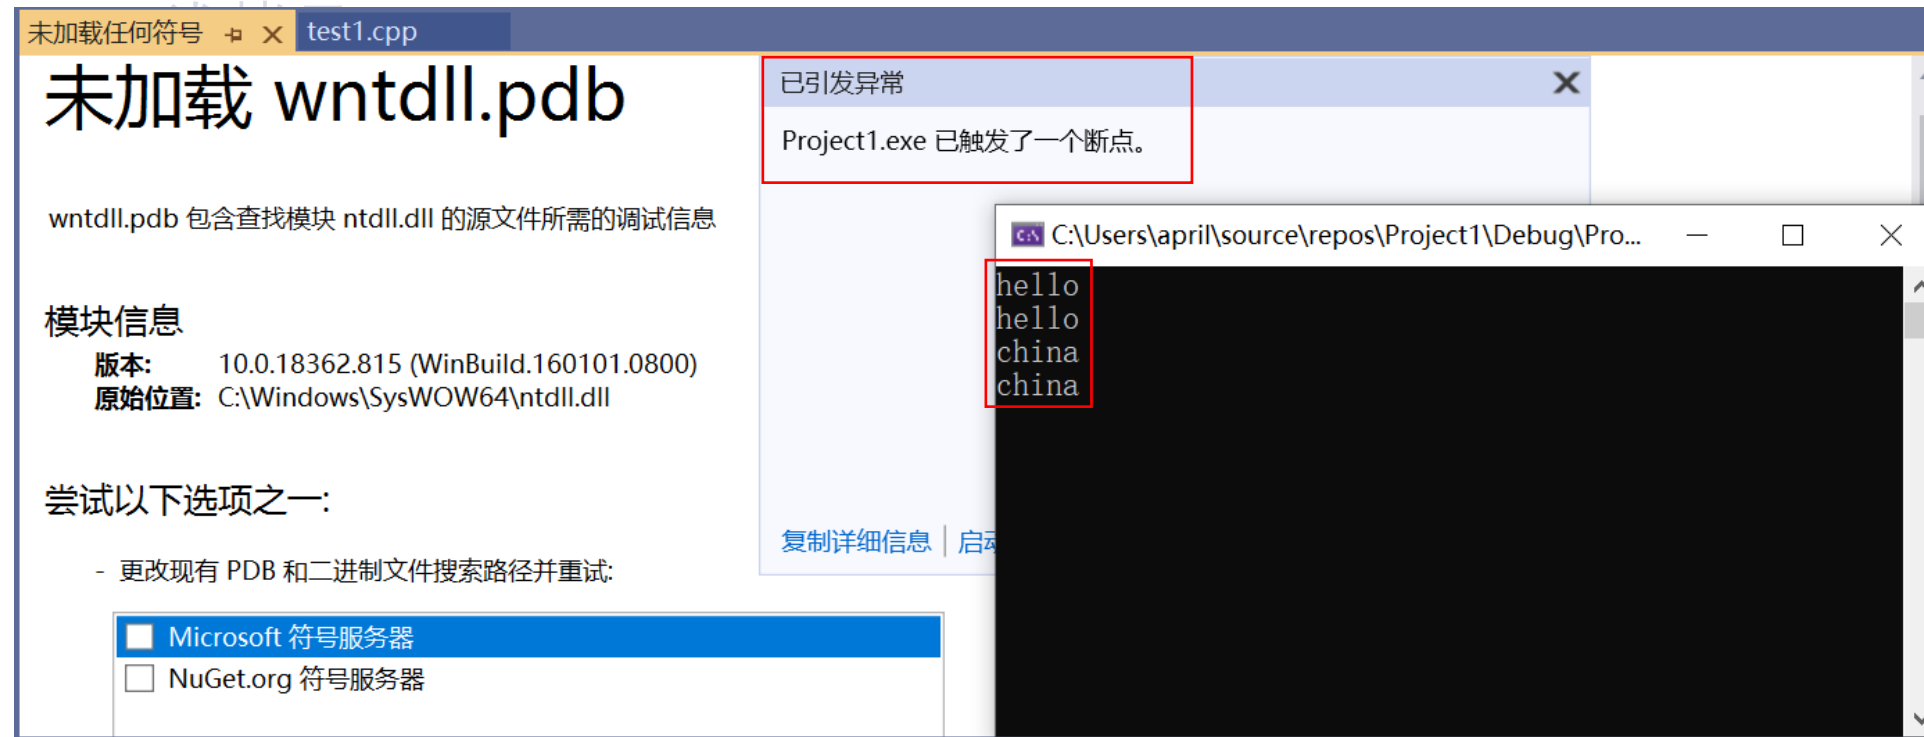 未加载任何符号
test1.cpp
未加载 wntdll.pdb
wntdll.pdb 包含查找模块 ntdll.dll 的源文件所需的调试信息
模块信息
版本: 10.0.18362.815 (WinBuild.160101.0800)
原始位置: C:\Windows\SysWOW64\ntdll.dll
尝试以下选项之一:
- 更改现有 PDB 和二进制文件搜索路径并重试:
Microsoft 符号服务器
NuGet.org 符号服务器
已引发异常
Project1.exe 已触发了一个断点。
复制详细信息 | 启
C:\Users\april\source\repos\Project1\Debug\Pro...
hello
hello
china
china